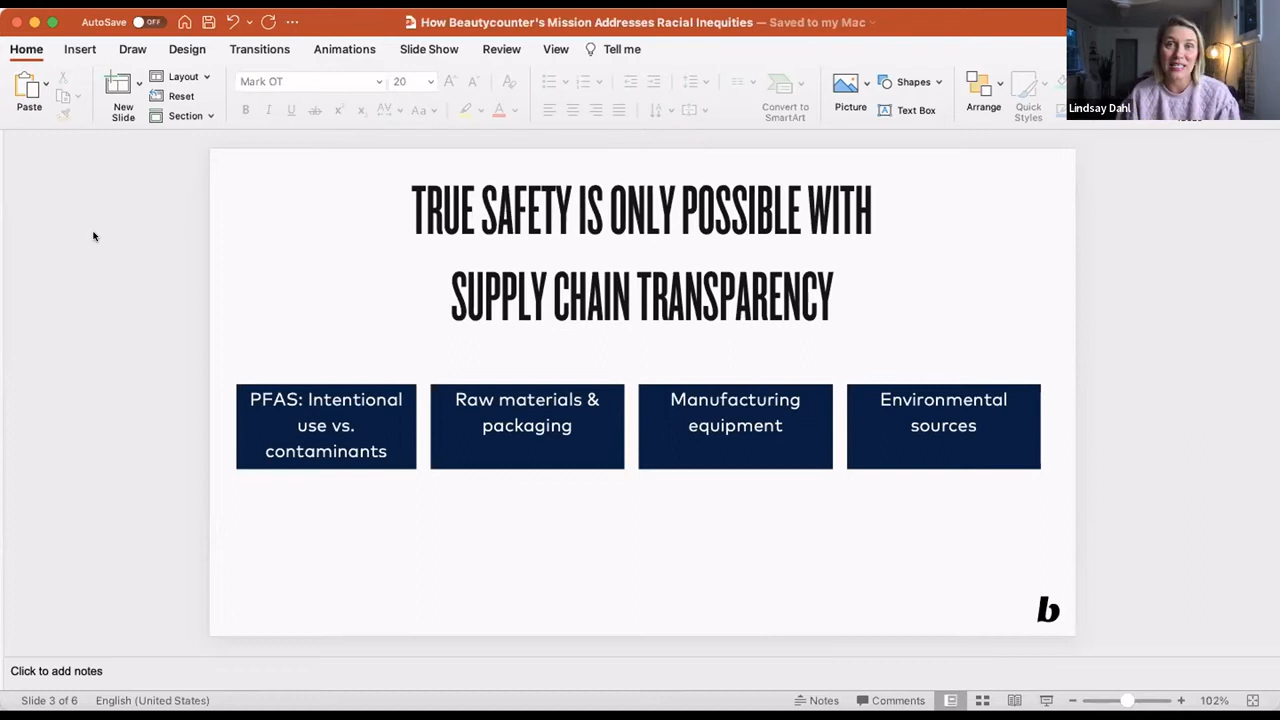 AutoSave OFF
How Beautycounter's Mission Addresses Racial Inequities — Saved to my Mac
Home Insert Draw Design Transitions Animations Slide Show Review View Tell me
Paste
New
Slide
Layout
Reset
Section
Mark OT 20
B I U ab x x AV Aa A
Convert to
SmartArt
Picture
Shapes
Text Box
Arrange
Quick
Styles
Lindsay Dahl
TRUE SAFETY IS ONLY POSSIBLE WITH
SUPPLY CHAIN TRANSPARENCY
PFAS: Intentional
use vs.
contaminants
Raw materials &
packaging
Manufacturing
equipment
Environmental
sources
b
Click to add notes
Slide 3 of 6 English (United States) Notes Comments 102%